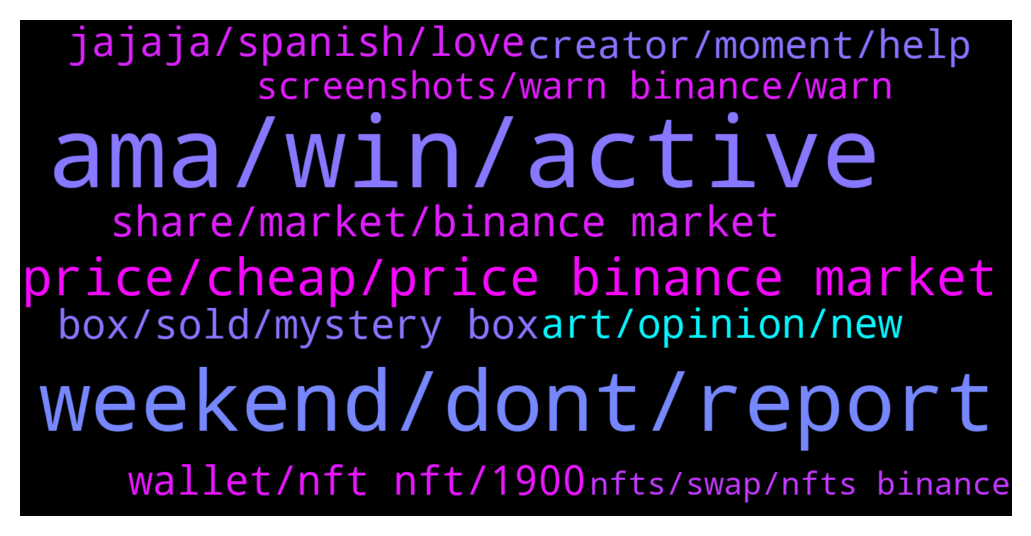 jajaja/spanish/love creator/moment/help
screenshots/warn binance/warn
ama/win/active
share/market/binance market
price/cheap/price binance market
box/sold/mystery box art/opinion/new
weekend/dont/report
wallet/nft nft/1900 nfts/swap/nfts binance